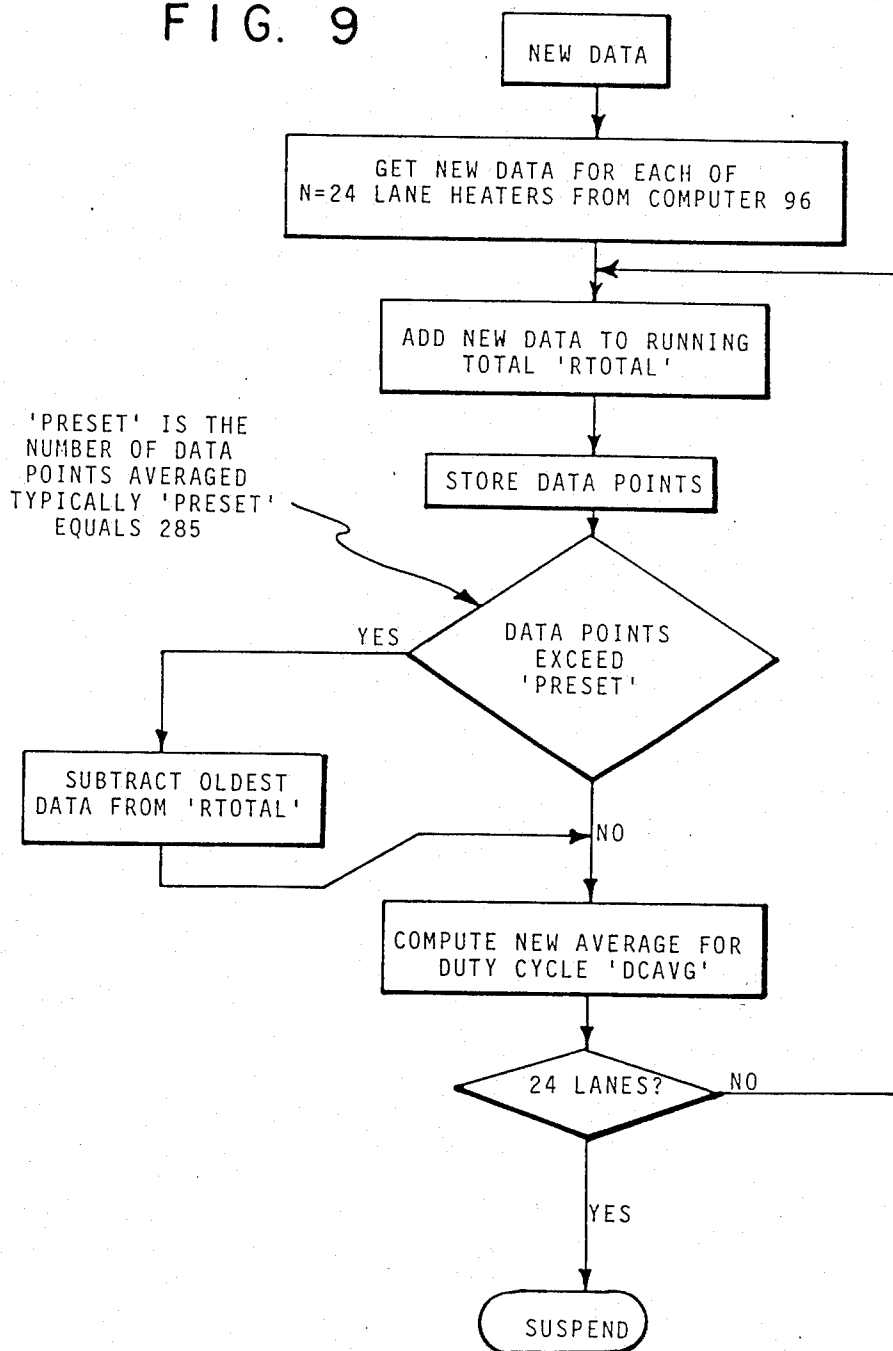 FIG. 9
NEW DATA
GET NEW DATA FOR EACH OF
N=24 LANE HEATERS FROM COMPUTER 96
ADD NEW DATA TO RUNNING
TOTAL 'RTOTAL'
'PRESET' IS THE
NUMBER OF DATA
POINTS AVERAGED
TYPICALLY 'PRESET'
EQUALS 285
STORE DATA POINTS
YES
DATA POINTS
EXCEED
'PRESET'
SUBTRACT OLDEST
DATA FROM 'RTOTAL'
NO
COMPUTE NEW AVERAGE FOR
DUTY CYCLE 'DCAVG'
24 LANES?
NO
YES
SUSPEND